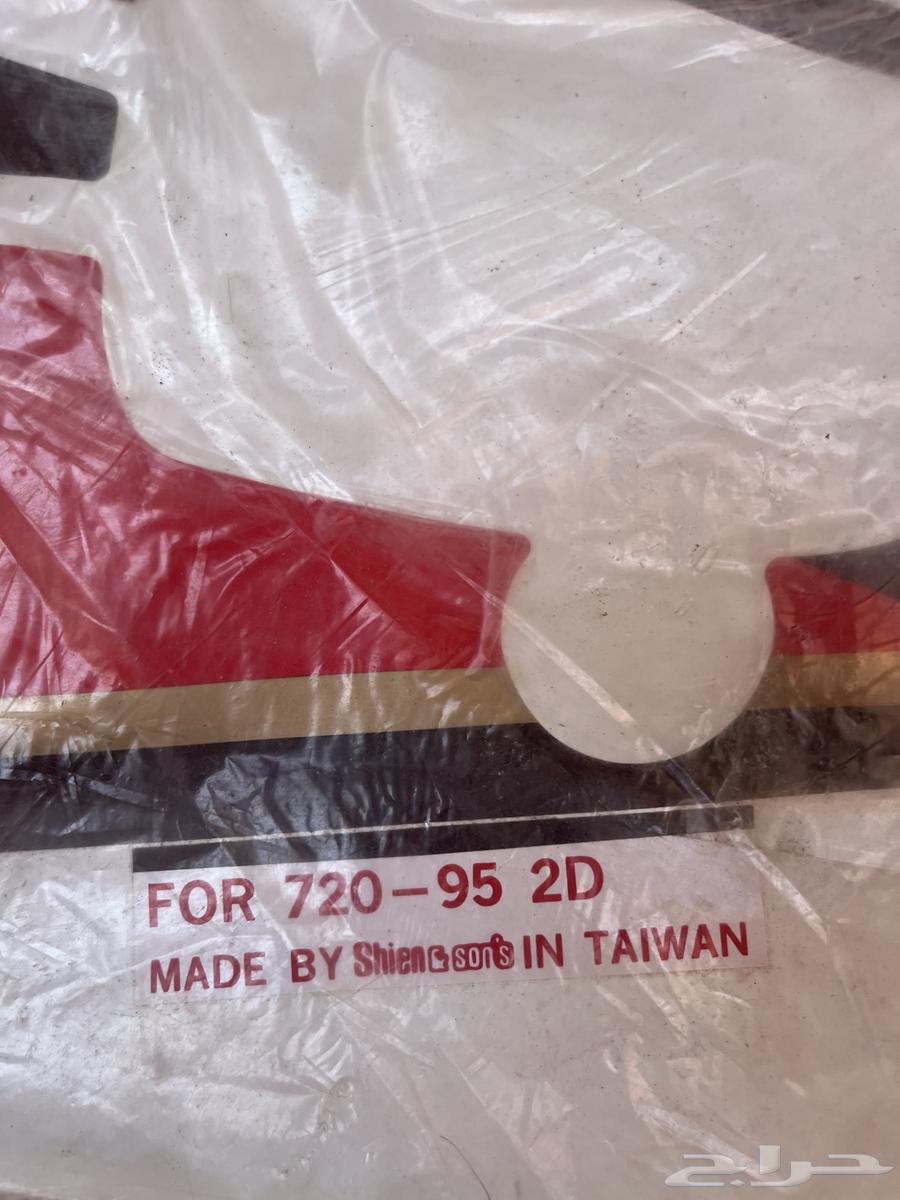 FOR 720-95 2D
MADE BY Shien & son's IN TAIWAN
حراج